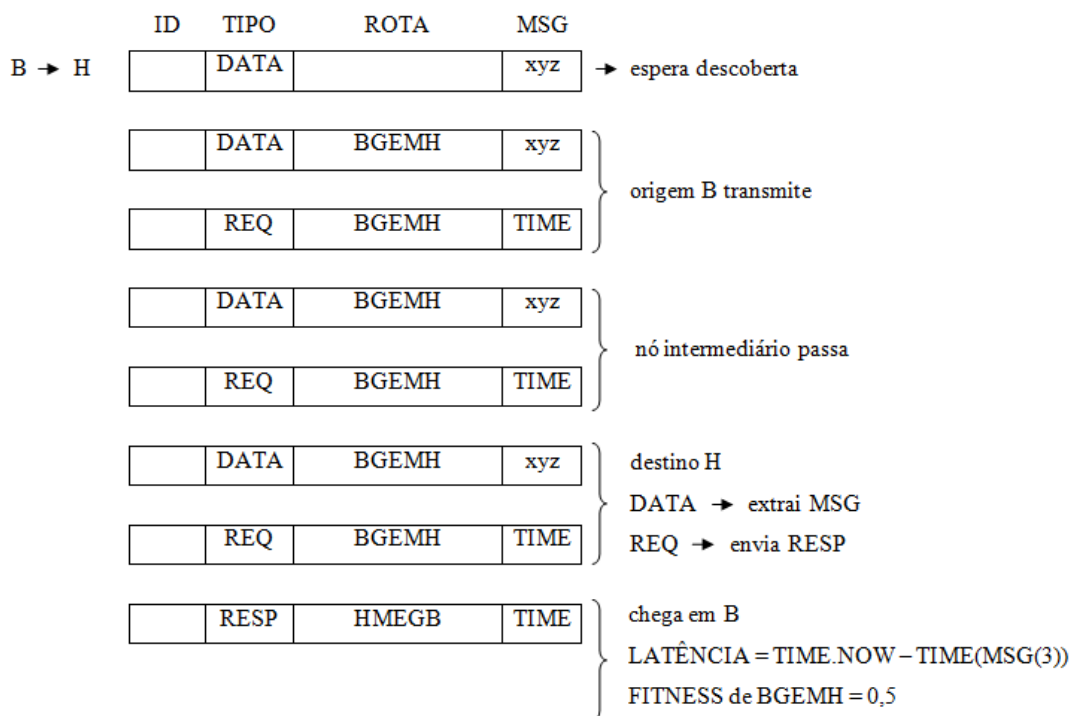 ID TIPO ROTA MSG
B → H DATA xyz → espera descoberta
DATA BGEMH xyz
origem B transmite
REQ BGEMH TIME
DATA BGEMH xyz
nó intermediário passa
REQ BGEMH TIME
DATA BGEMH xyz destino H
DATA → extrai MSG
REQ BGEMH TIME REQ → envia RESP
RESP HMEGB TIME chega em B
LATÊNCIA = TIME.NOW − TIME(MSG(3))
FITNESS de BGEMH = 0,5